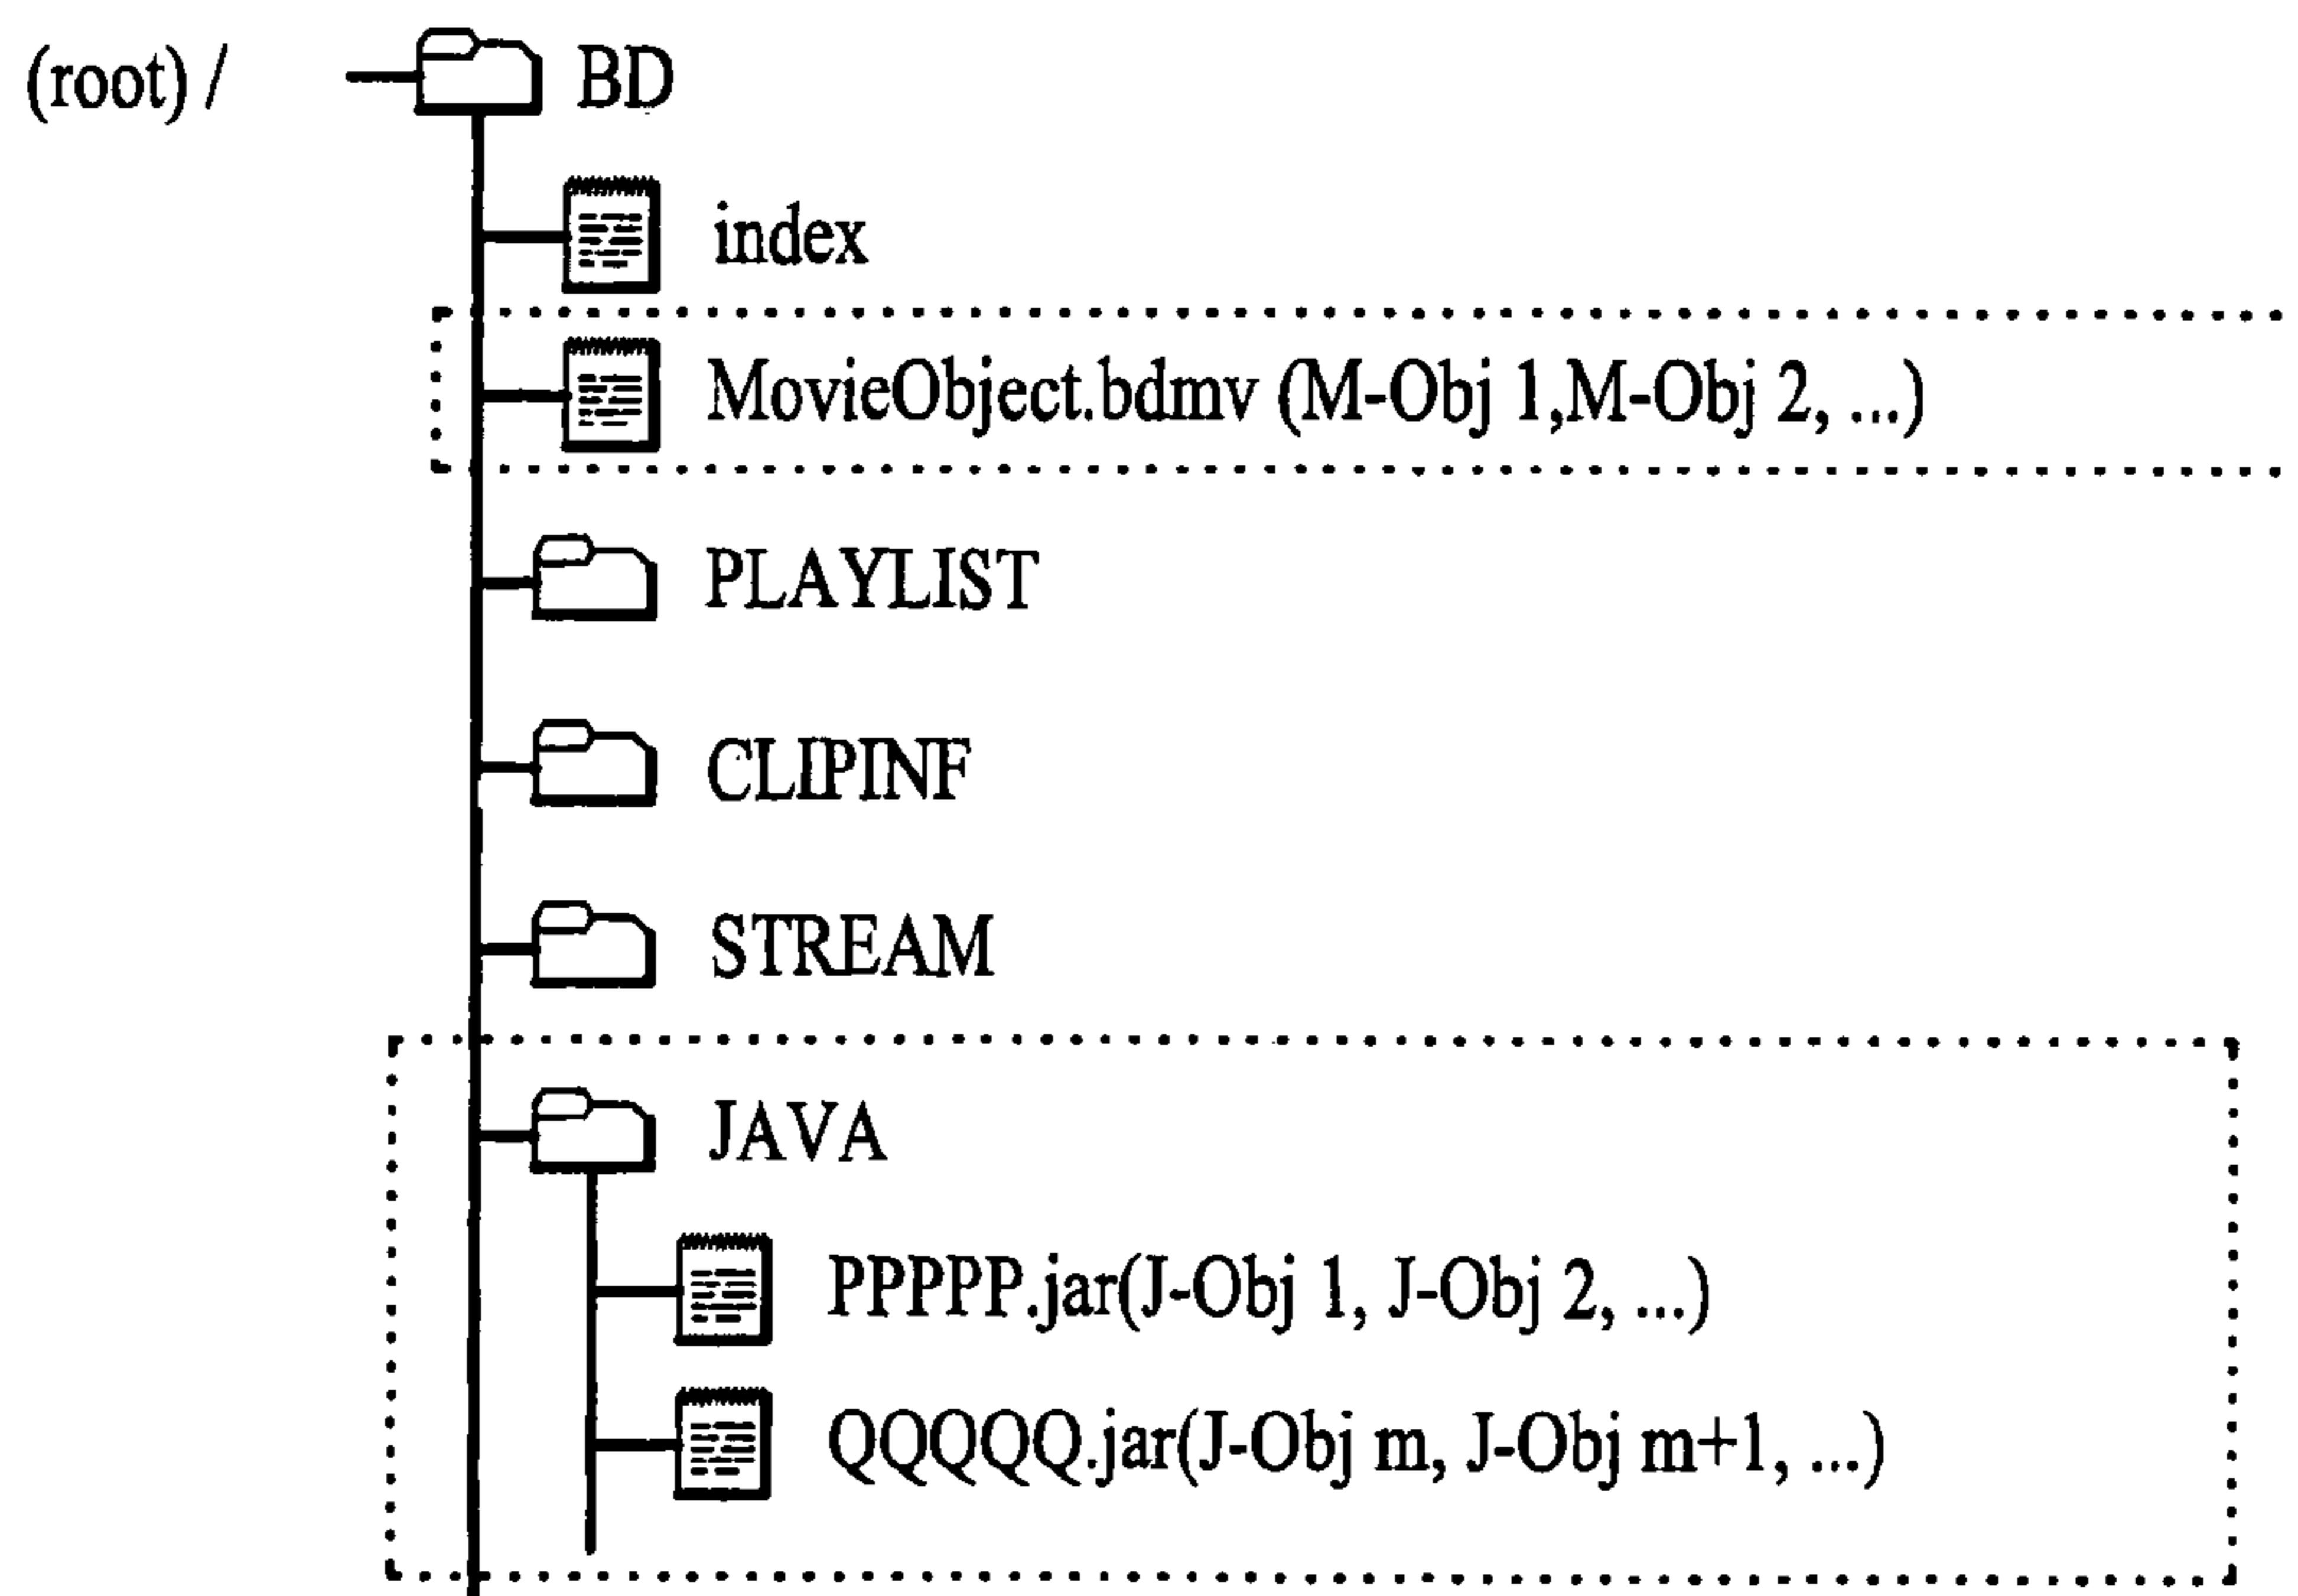 (root) / BD
index
MovieObject.bdmv (M-Obj 1,M-Obj 2, ...)
PLAYLIST
CLIPINF
STREAM
JAVA
PPPPP.jar(J-Obj 1, J-Obj 2, ...)
QQQQQ.jar(J-Obj m, J-Obj m+1, ...)